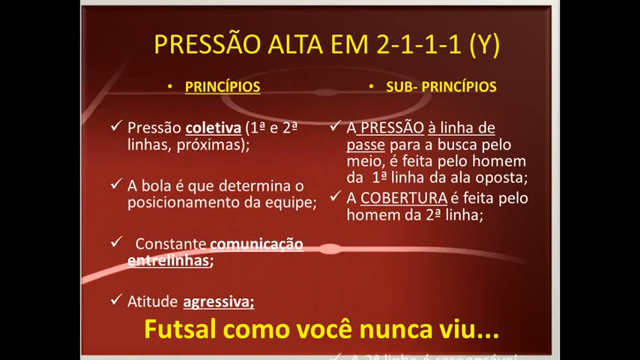 PRESSÃO ALTA EM 2-1-1-1 (Y)
• PRINCÍPIOS
✓ Pressão coletiva (1ª e 2ª
linhas, próximas);
✓ A bola é que determina o
posicionamento da equipe;
✓ Constante comunicação
entrelinhas;
✓ Atitude agressiva;
• SUB- PRINCÍPIOS
✓ A PRESSÃO à linha de
passe para a busca pelo
meio, é feita pelo homem
da 1ª linha da ala oposta;
✓ A COBERTURA é feita pelo
homem da 2ª linha;
Futsal como você nunca viu...